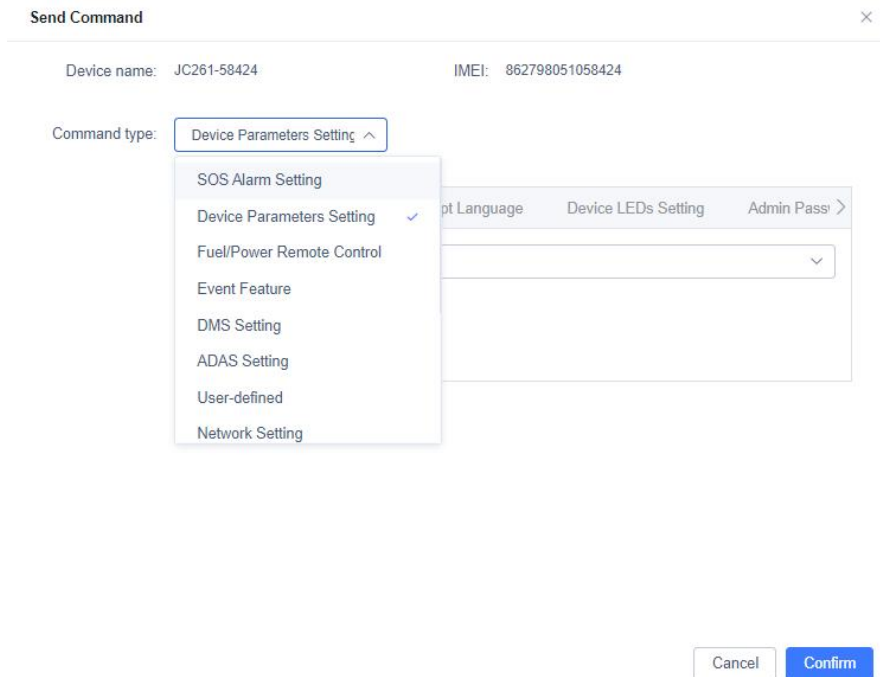 Send Command
Device name: JC261-58424 IMEI: 862798051058424
Command type: Device Parameters Setting
SOS Alarm Setting
Device Parameters Setting
Language Device LEDs Setting Admin
Fuel/Power Remote Control
Event Feature
DMS Setting
ADAS Setting
User-defined
Network Setting
Cancel Confirm